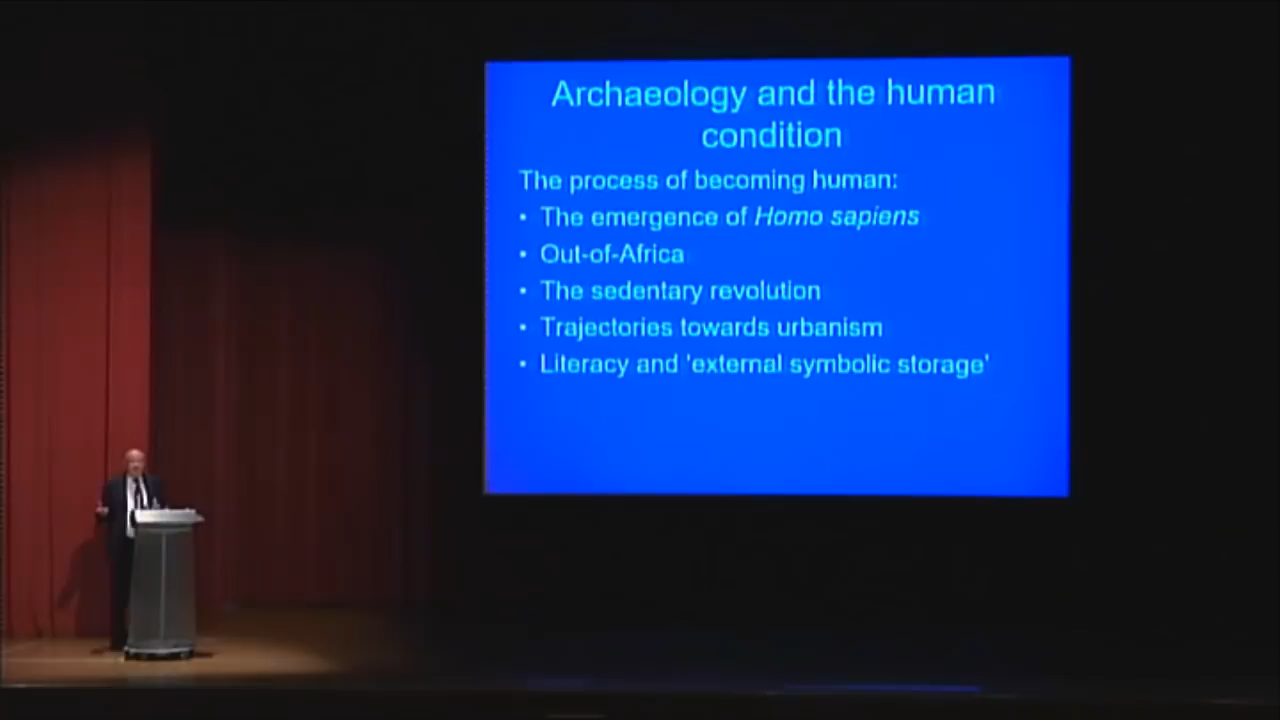 Archaeology and the human
condition
The process of becoming human:
• The emergence of Homo sapiens
• Out-of-Africa
• The sedentary revolution
• Trajectories towards urbanism
• Literacy and 'external symbolic storage'